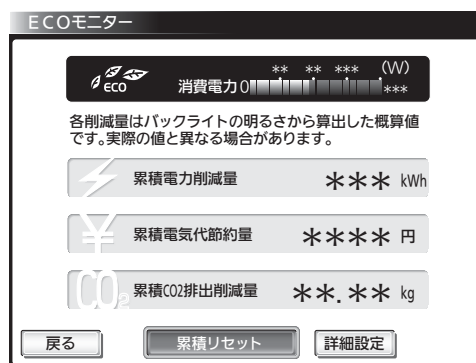 ECOモニター
** ** *** (W)
eco 消費電力 0 ***
各削減量はバックライトの明るさから算出した概算値
です。実際の値と異なる場合があります。
累積電力削減量 *** kWh
¥ 累積電気代節約量 **** 円
CO2 累積CO2排出削減量 **.** kg
戻る 累積リセット 詳細設定